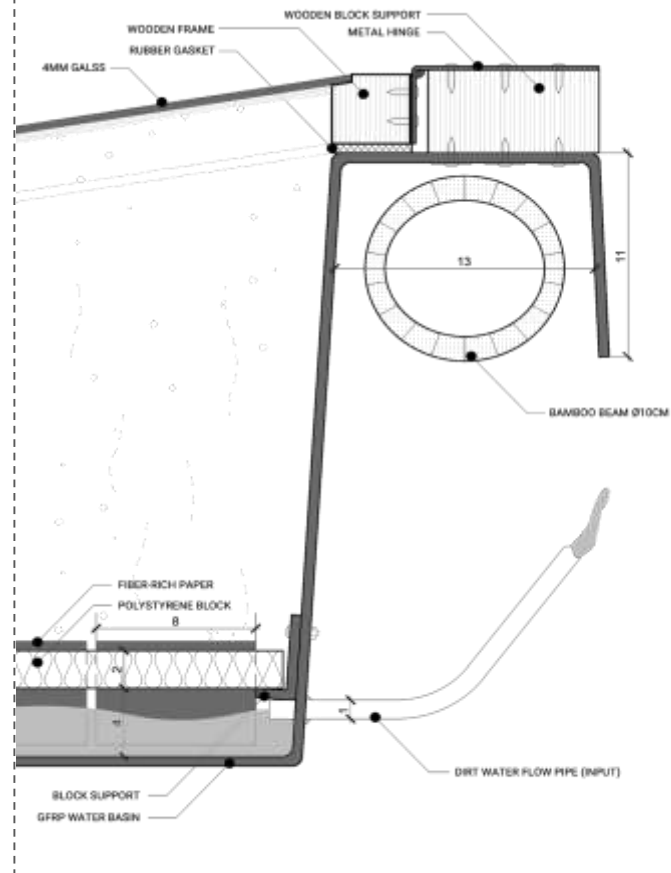 WOODEN BLOCK SUPPORT
WOODEN FRAME
METAL HINGE
RUBBER GASKET
4MM GALSS
13
11
BAMBOO BEAM Ø10CM
FIBER-RICH PAPER
POLYSTYRENE BLOCK
8
2
4
1
DIRT WATER FLOW PIPE (INPUT)
BLOCK SUPPORT
GFRP WATER BASIN